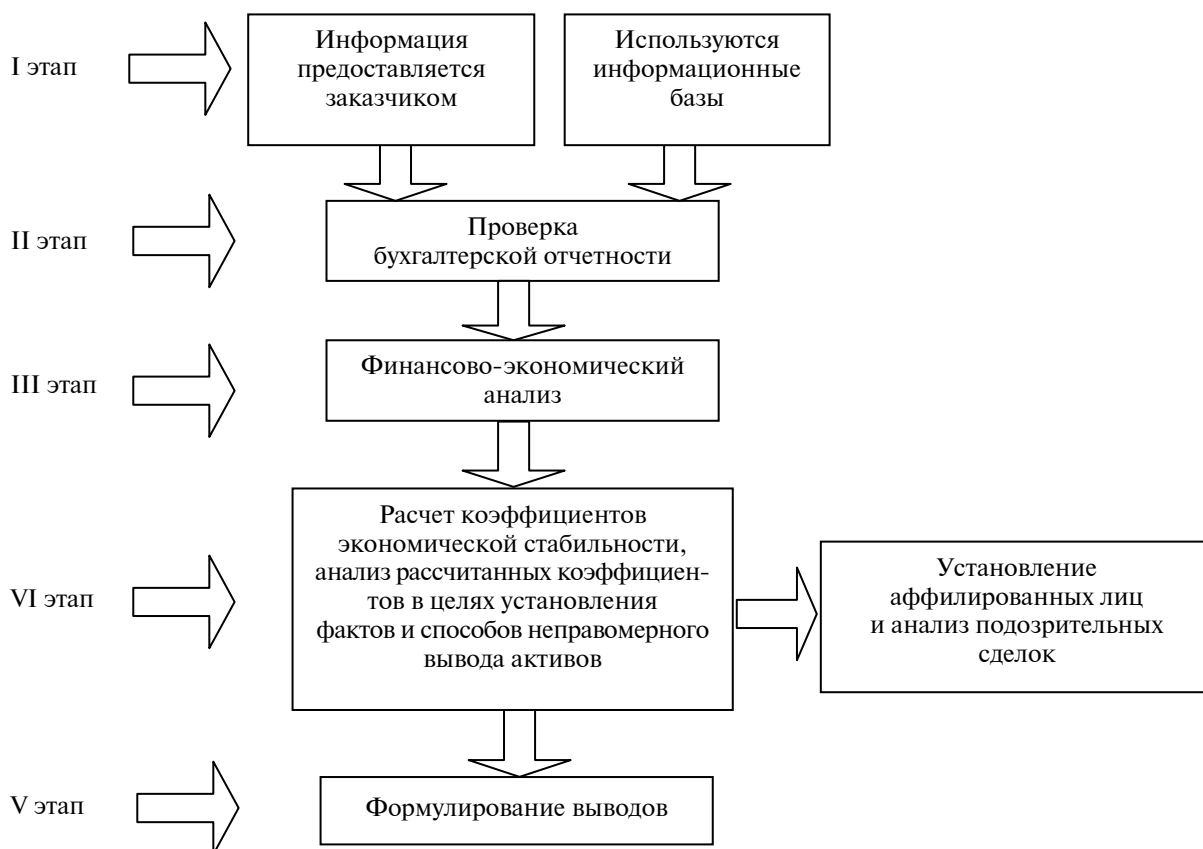 I этап
Информация
предоставляется
заказчиком
Используются
информационные
базы
II этап
Проверка
бухгалтерской отчетности
III этап
Финансово-экономический
анализ
VI этап
Расчет коэффициентов
экономической стабильности,
анализ рассчитанных коэффициен-
тов в целях установления
фактов и способов неправомерного
вывода активов
Установление
аффилированных лиц
и анализ подозрительных
сделок
V этап
Формулирование выводов